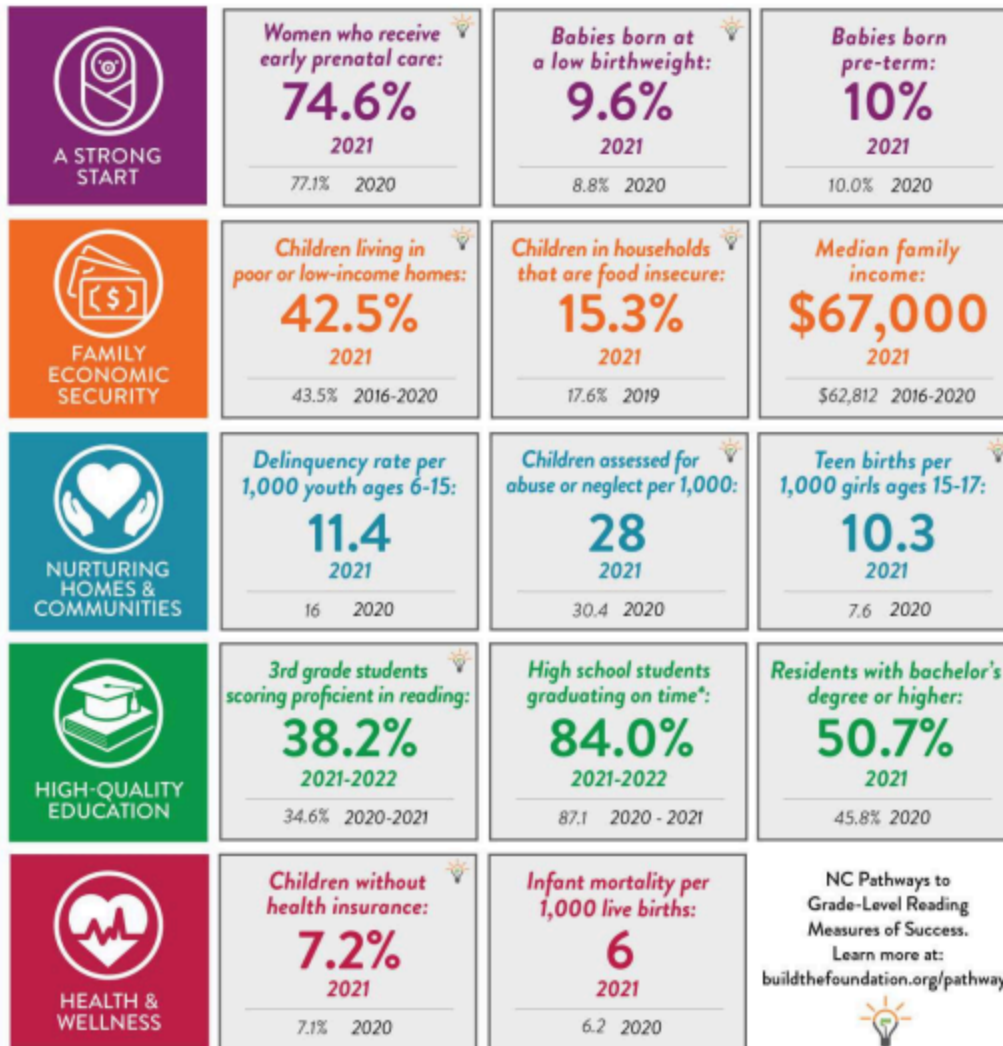 A STRONG
START
Women who receive
early prenatal care:
74.6%
2021
77.1% 2020
Babies born at
a low birthweight:
9.6%
2021
8.8% 2020
Babies born
pre-term:
10%
2021
10.0% 2020
FAMILY
ECONOMIC
SECURITY
Children living in
poor or low-income homes:
42.5%
2021
43.5% 2016-2020
Children in households
that are food insecure:
15.3%
2021
17.6% 2019
Median family
income:
$67,000
2021
$62,812 2016-2020
NURTURING
HOMES &
COMMUNITIES
Delinquency rate per
1,000 youth ages 6-15:
11.4
2021
16 2020
Children assessed for
abuse or neglect per 1,000:
28
2021
30.4 2020
Teen births per
1,000 girls ages 15-17:
10.3
2021
7.6 2020
HIGH-QUALITY
EDUCATION
3rd grade students
scoring proficient in reading:
38.2%
2021-2022
34.6% 2020-2021
High school students
graduating on time*:
84.0%
2021-2022
87.1 2020 - 2021
Residents with bachelor's
degree or higher:
50.7%
2021
45.8% 2020
HEALTH &
WELLNESS
Children without
health insurance:
7.2%
2021
7.1% 2020
Infant mortality per
1,000 live births:
6
2021
6.2 2020
NC Pathways to
Grade-Level Reading
Measures of Success.
Learn more at:
buildthefoundation.org/pathway